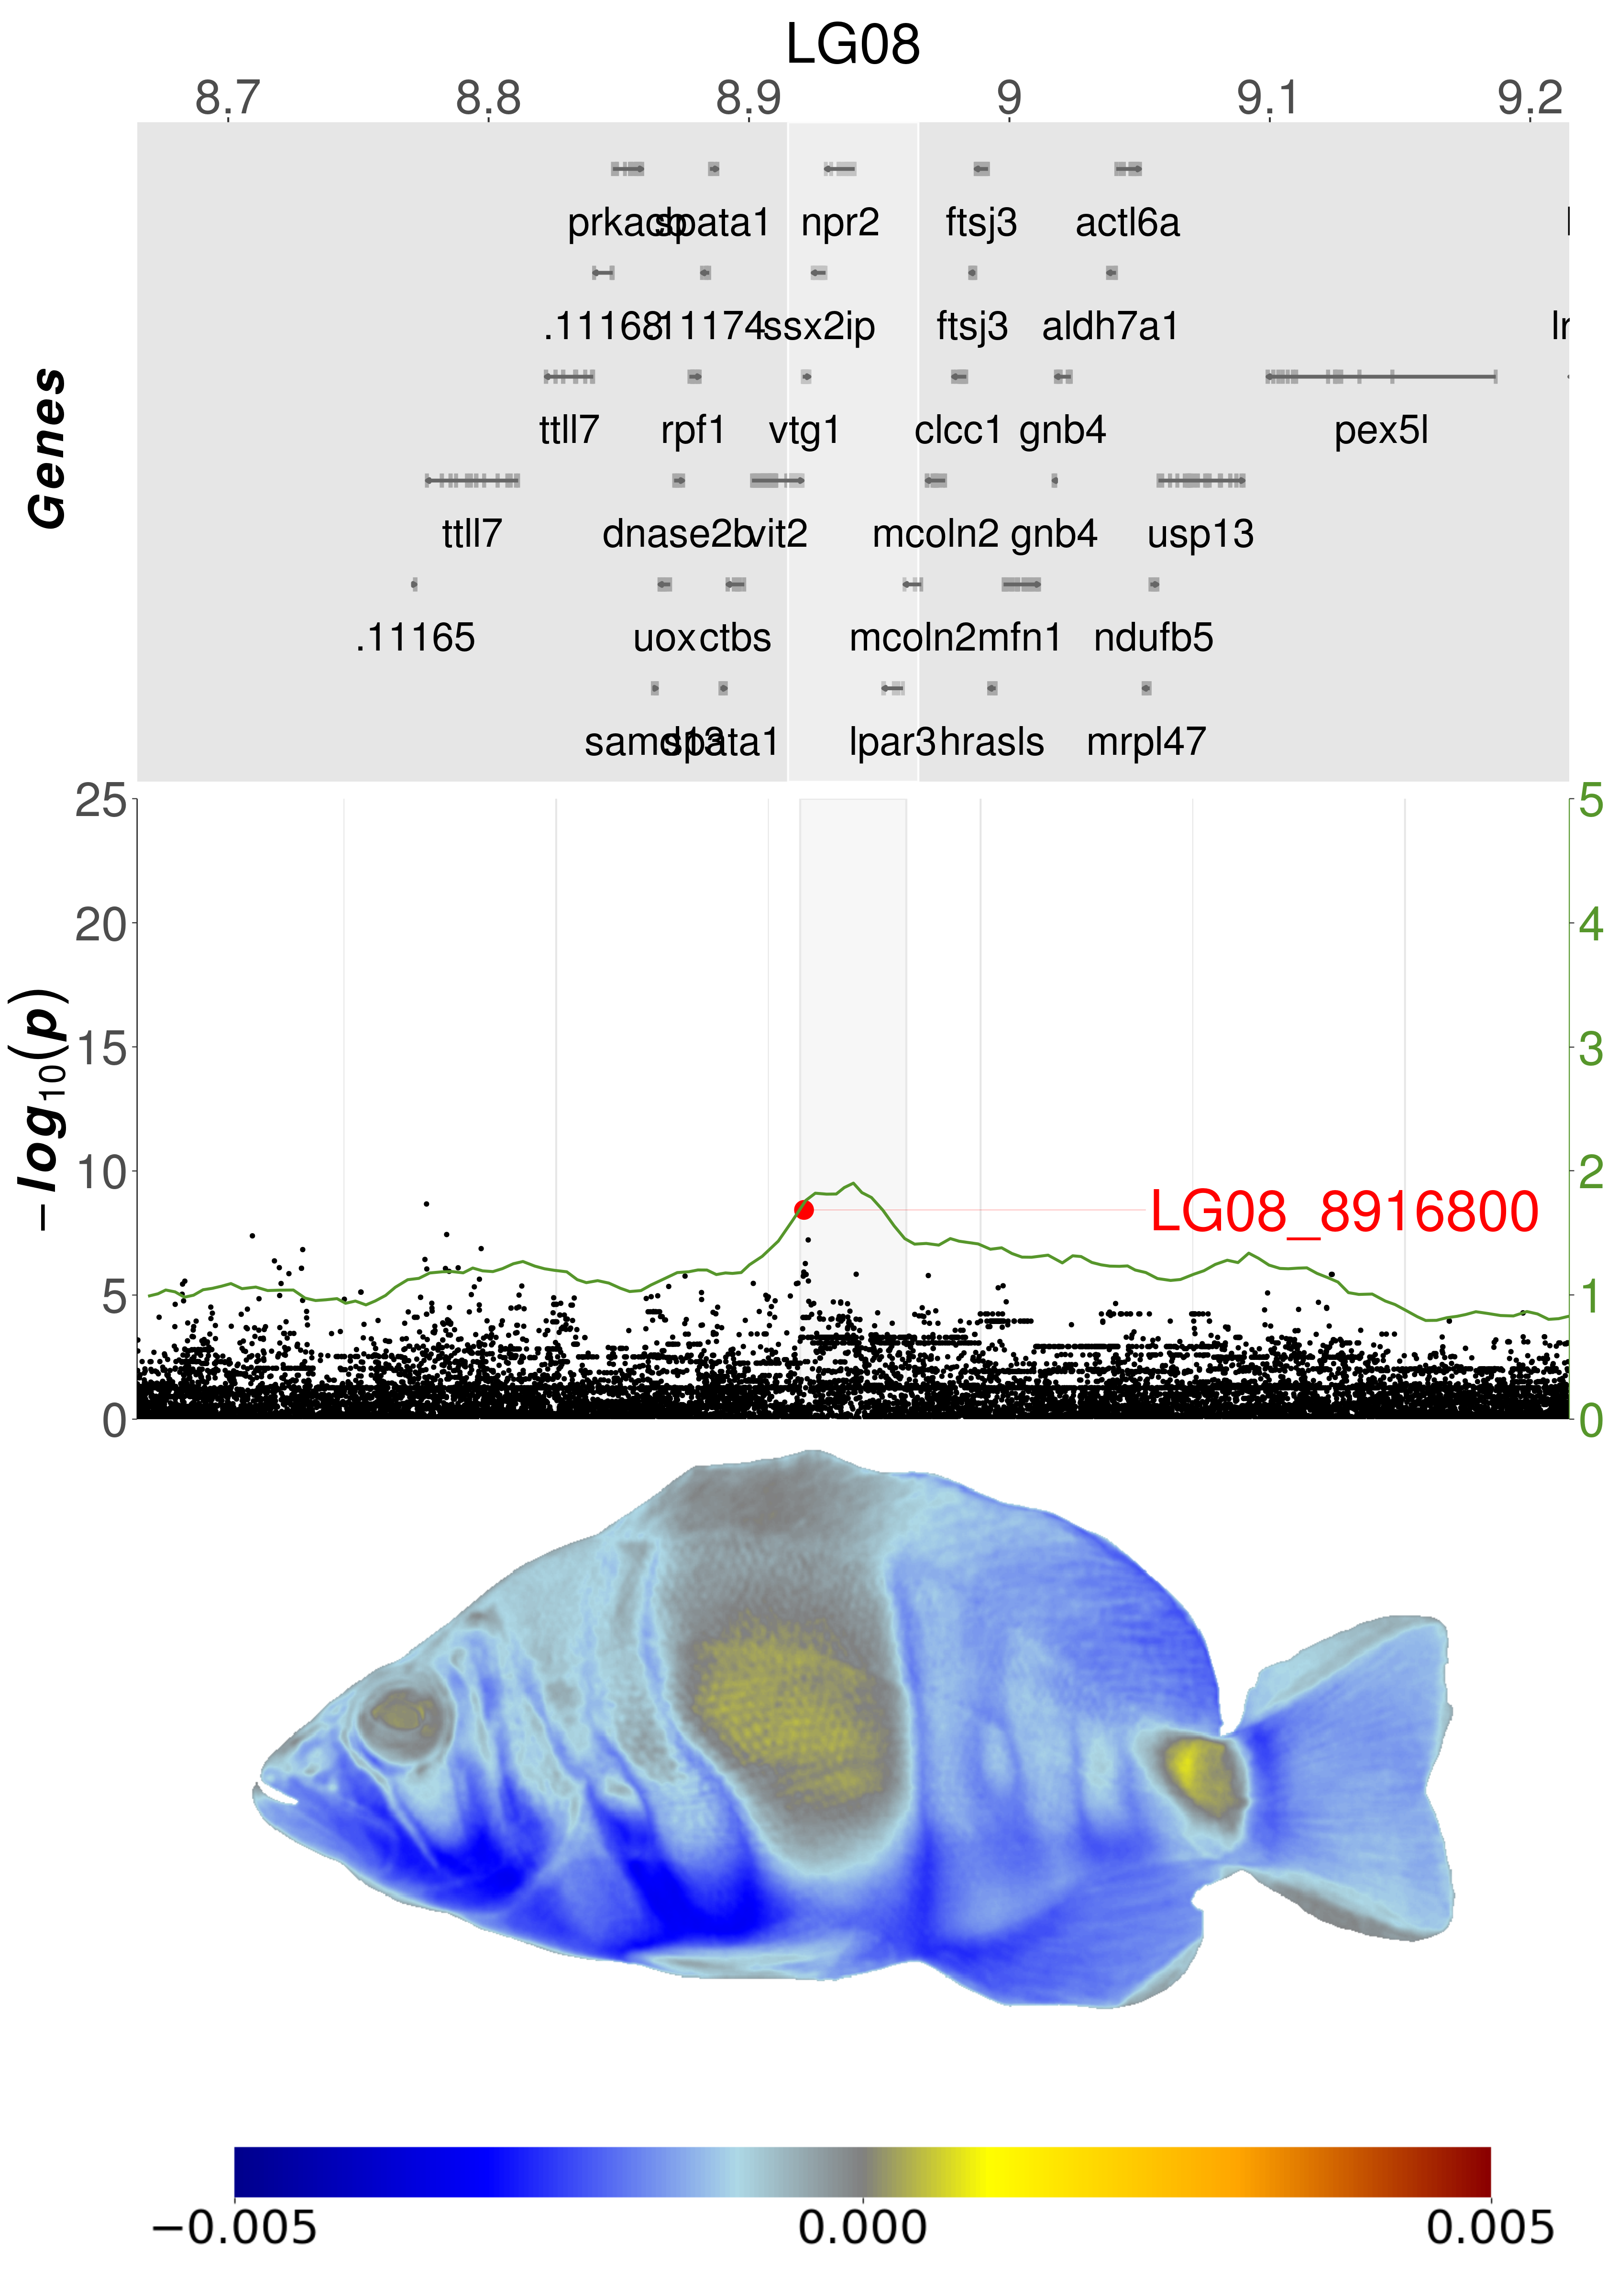 LG08
8.7 8.8 8.9 9 9.1 9.2
Genes
prkacb spata1 npr2 ftsj3 actl6a
.11168 .11174 ssx2ip ftsj3 aldh7a1
ttll7 rpf1 vtg1 clcc1 gnb4 pex5l
ttll7 dnase2b vit2 mcoln2 gnb4 usp13
.11165 uox ctbs mcoln2 mfn1 ndufb5
samd13 spata1 lpar3 hrasls mrpl47
−log10(p)
25 5
20 4
15 3
10 2
LG08_8916800
5 1
0 0
−0.005 0.000 0.005